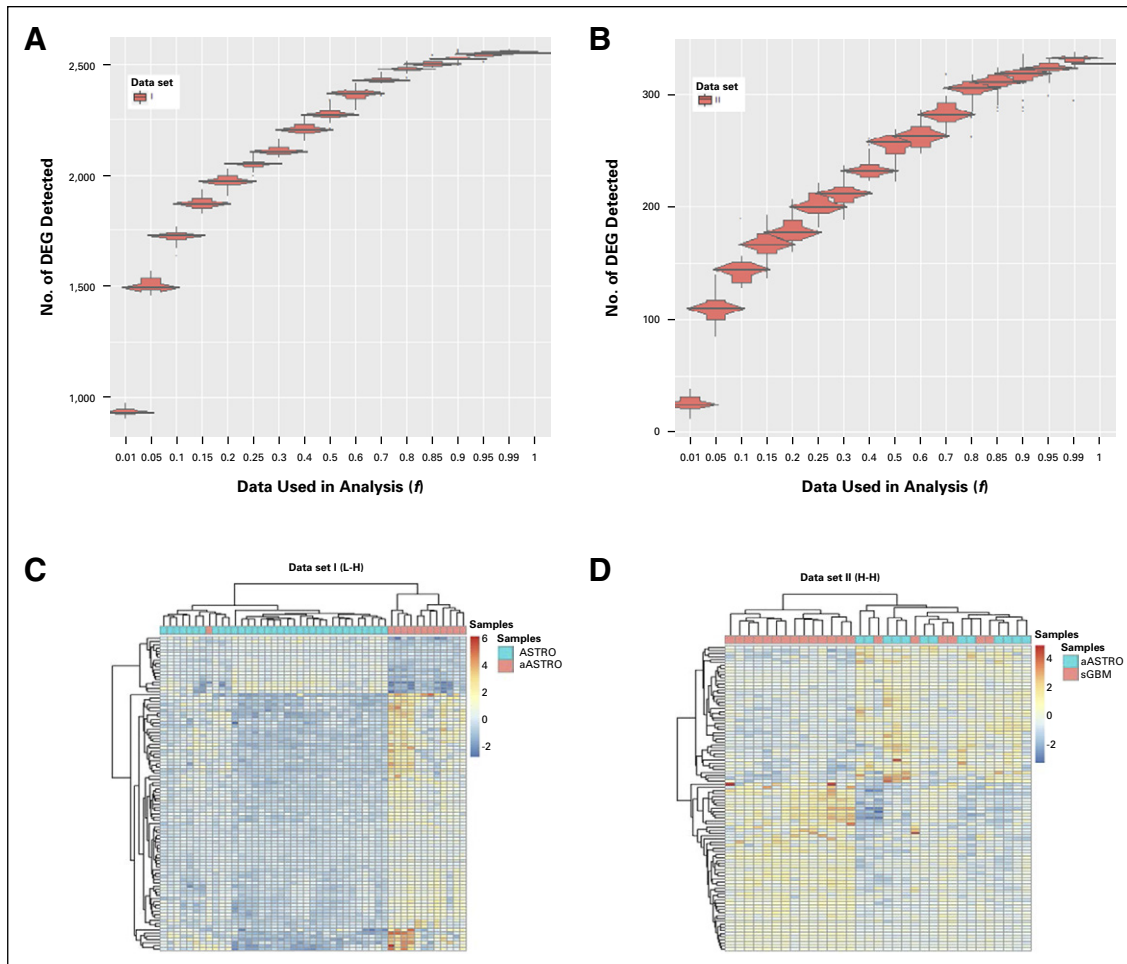 A
B
2,500
2,000
1,500
1,000
No. of DEG Detected
Data set
I
0.01 0.05 0.1 0.15 0.2 0.25 0.3 0.4 0.5 0.6 0.7 0.8 0.85 0.9 0.95 0.99 1
Data Used in Analysis (f)
300
200
100
0
No. of DEG Detected
Data set
II
0.01 0.05 0.1 0.15 0.2 0.25 0.3 0.4 0.5 0.6 0.7 0.8 0.85 0.9 0.95 0.99 1
Data Used in Analysis (f)
C
Data set I (L-H)
Samples
6
4
2
0
-2
Samples
ASTRO
aASTRO
D
Data set II (H-H)
Samples
4
2
0
-2
Samples
aASTRO
sGBM